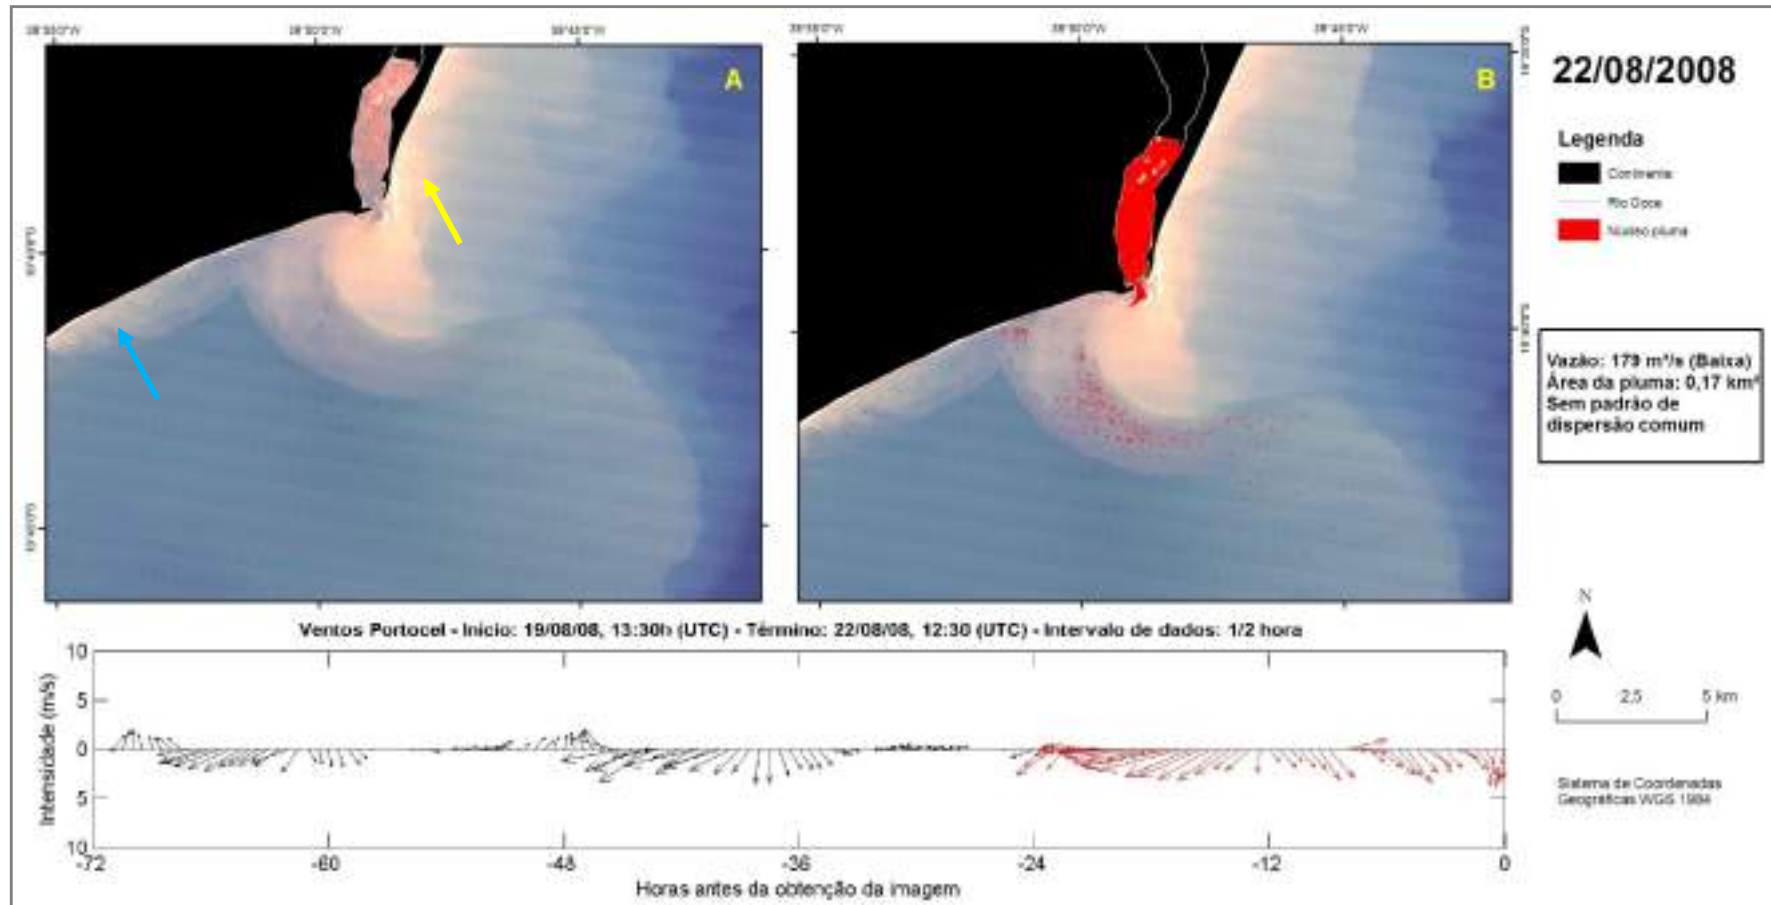 A
B
22/08/2008
Legenda
Continente
Rio Doce
Núcleo pluma
Vazão: 179 m³/s (Baixa)
Área da pluma: 0,17 km²
Sem padrão de
dispersão comum
N
0 2,5 5 km
Sistema de Coordenadas
Geográficas WGS 1984
Ventos Portocel - Início: 19/08/08, 13:30h (UTC) - Término: 22/08/08, 12:30 (UTC) - Intervalo de dados: 1/2 hora
Intensidade (m/s)
10
5
0
5
10
-72 -60 -48 -36 -24 -12 0
Horas antes da obtenção da imagem